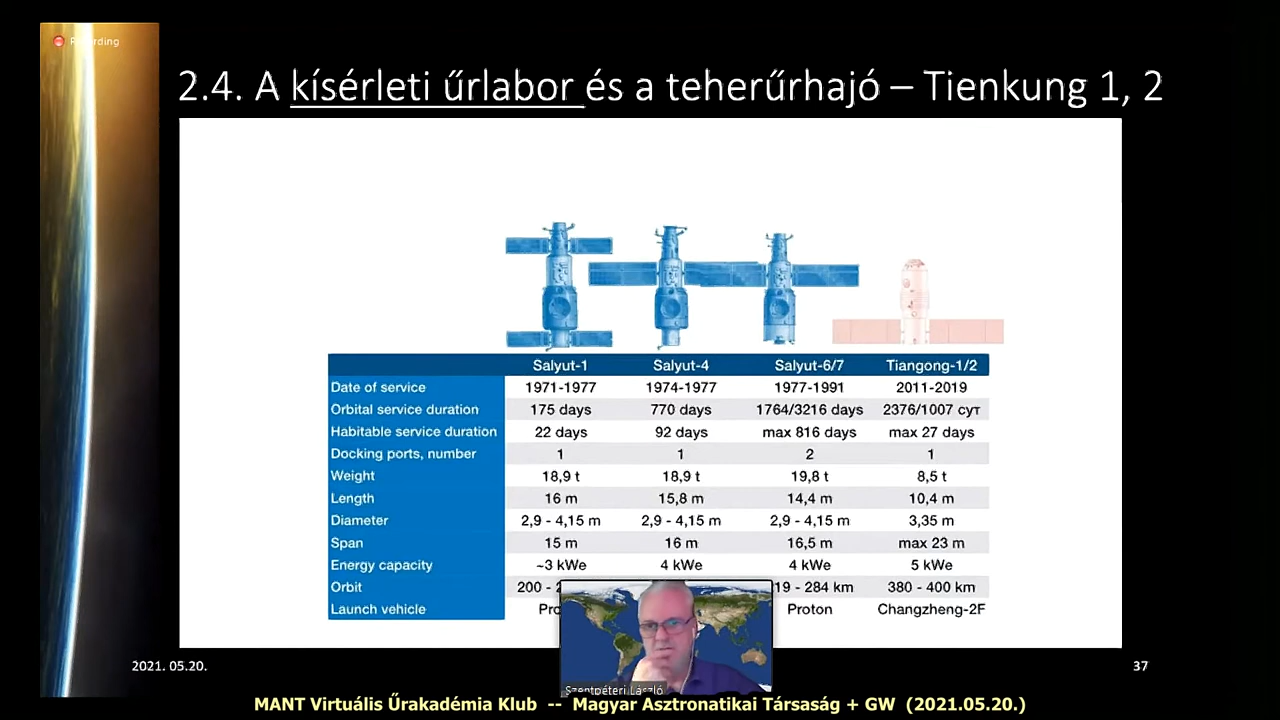 Recording
2.4. A kísérleti űrlabor és a teherűrhajó – Tienkung 1, 2
Salyut-1 Salyut-4 Salyut-6/7 Tiangong-1/2
Date of service 1971-1977 1974-1977 1977-1991 2011-2019
Orbital service duration 175 days 770 days 1764/3216 days 2376/1007 сут
Habitable service duration 22 days 92 days max 816 days max 27 days
Docking ports, number 1 1 2 1
Weight 18,9 t 18,9 t 19,8 t 8,5 t
Length 16 m 15,8 m 14,4 m 10,4 m
Diameter 2,9 - 4,15 m 2,9 - 4,15 m 2,9 - 4,15 m 3,35 m
Span 15 m 16 m 16,5 m max 23 m
Energy capacity ~3 kWe 4 kWe 4 kWe 5 kWe
Orbit 200 - 19 - 284 km 380 - 400 km
Launch vehicle Pro Proton Changzheng-2F
Szentpéteri László
2021. 05.20. 37
MANT Virtuális Űrakadémia Klub -- Magyar Asztronatikai Társaság + GW (2021.05.20.)